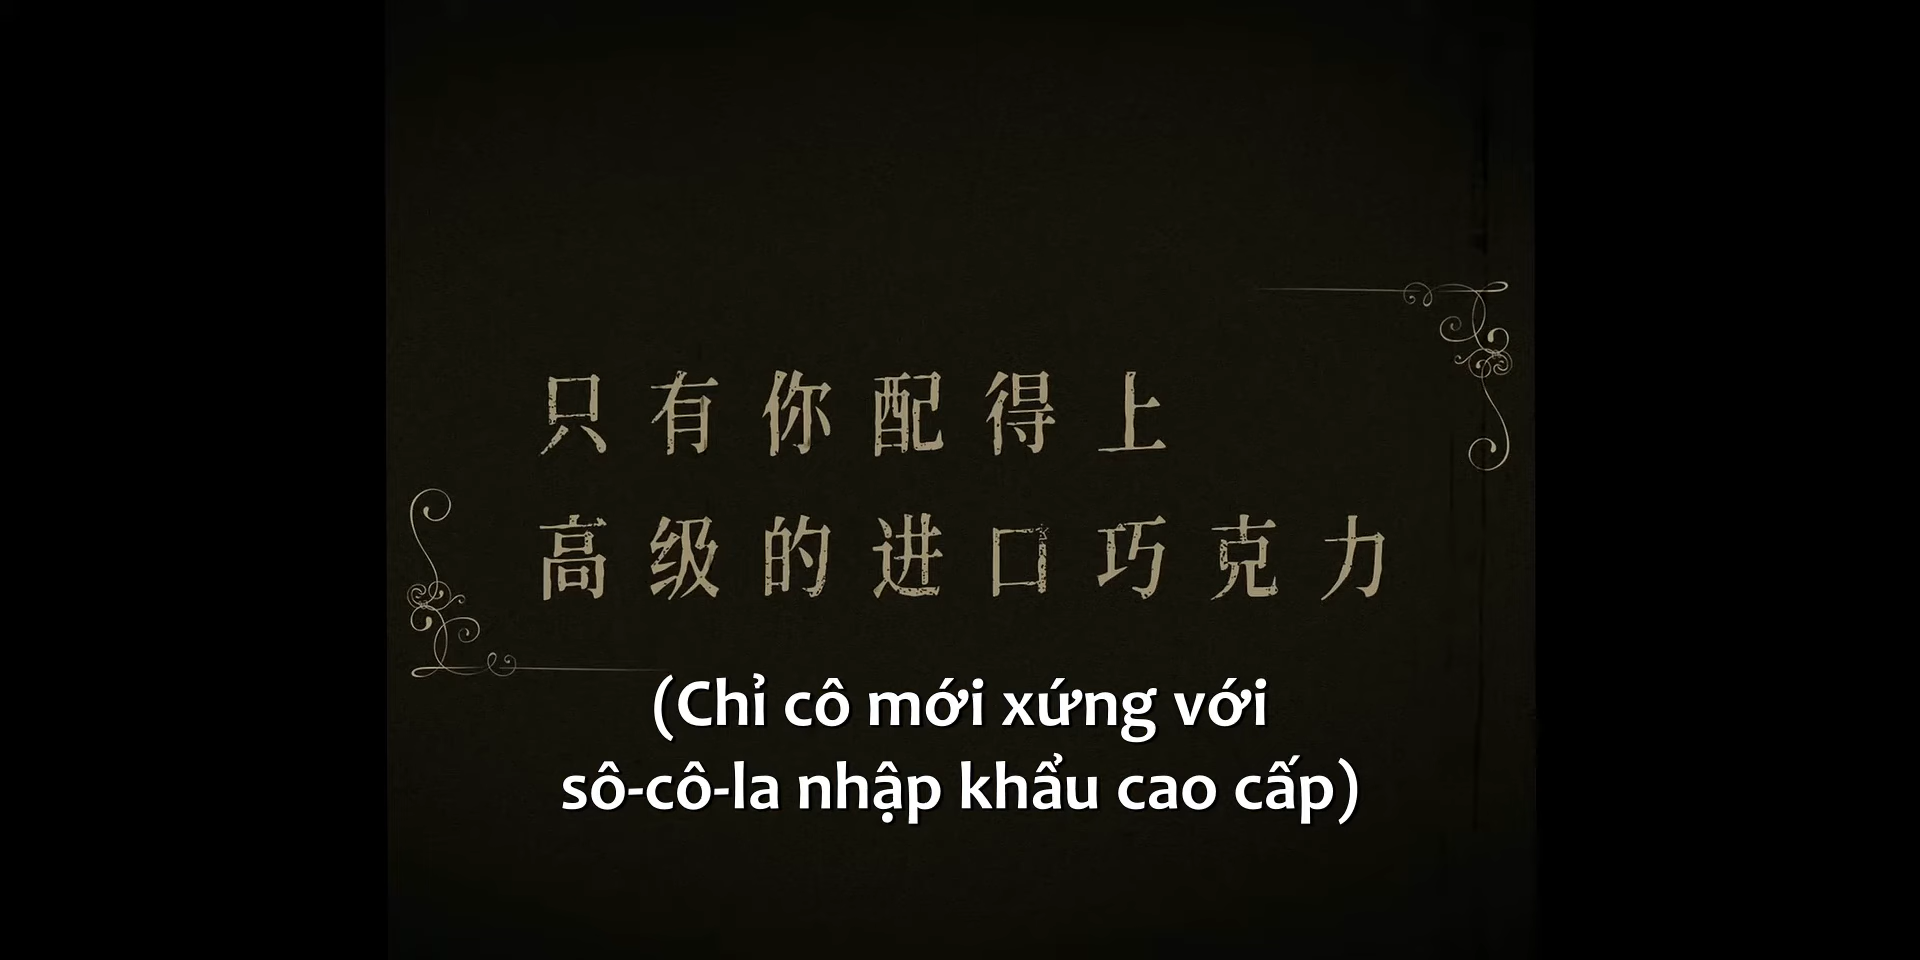 只有你配得上
高级的进口巧克力
(Chỉ cô mới xứng với
sô-cô-la nhập khẩu cao cấp)